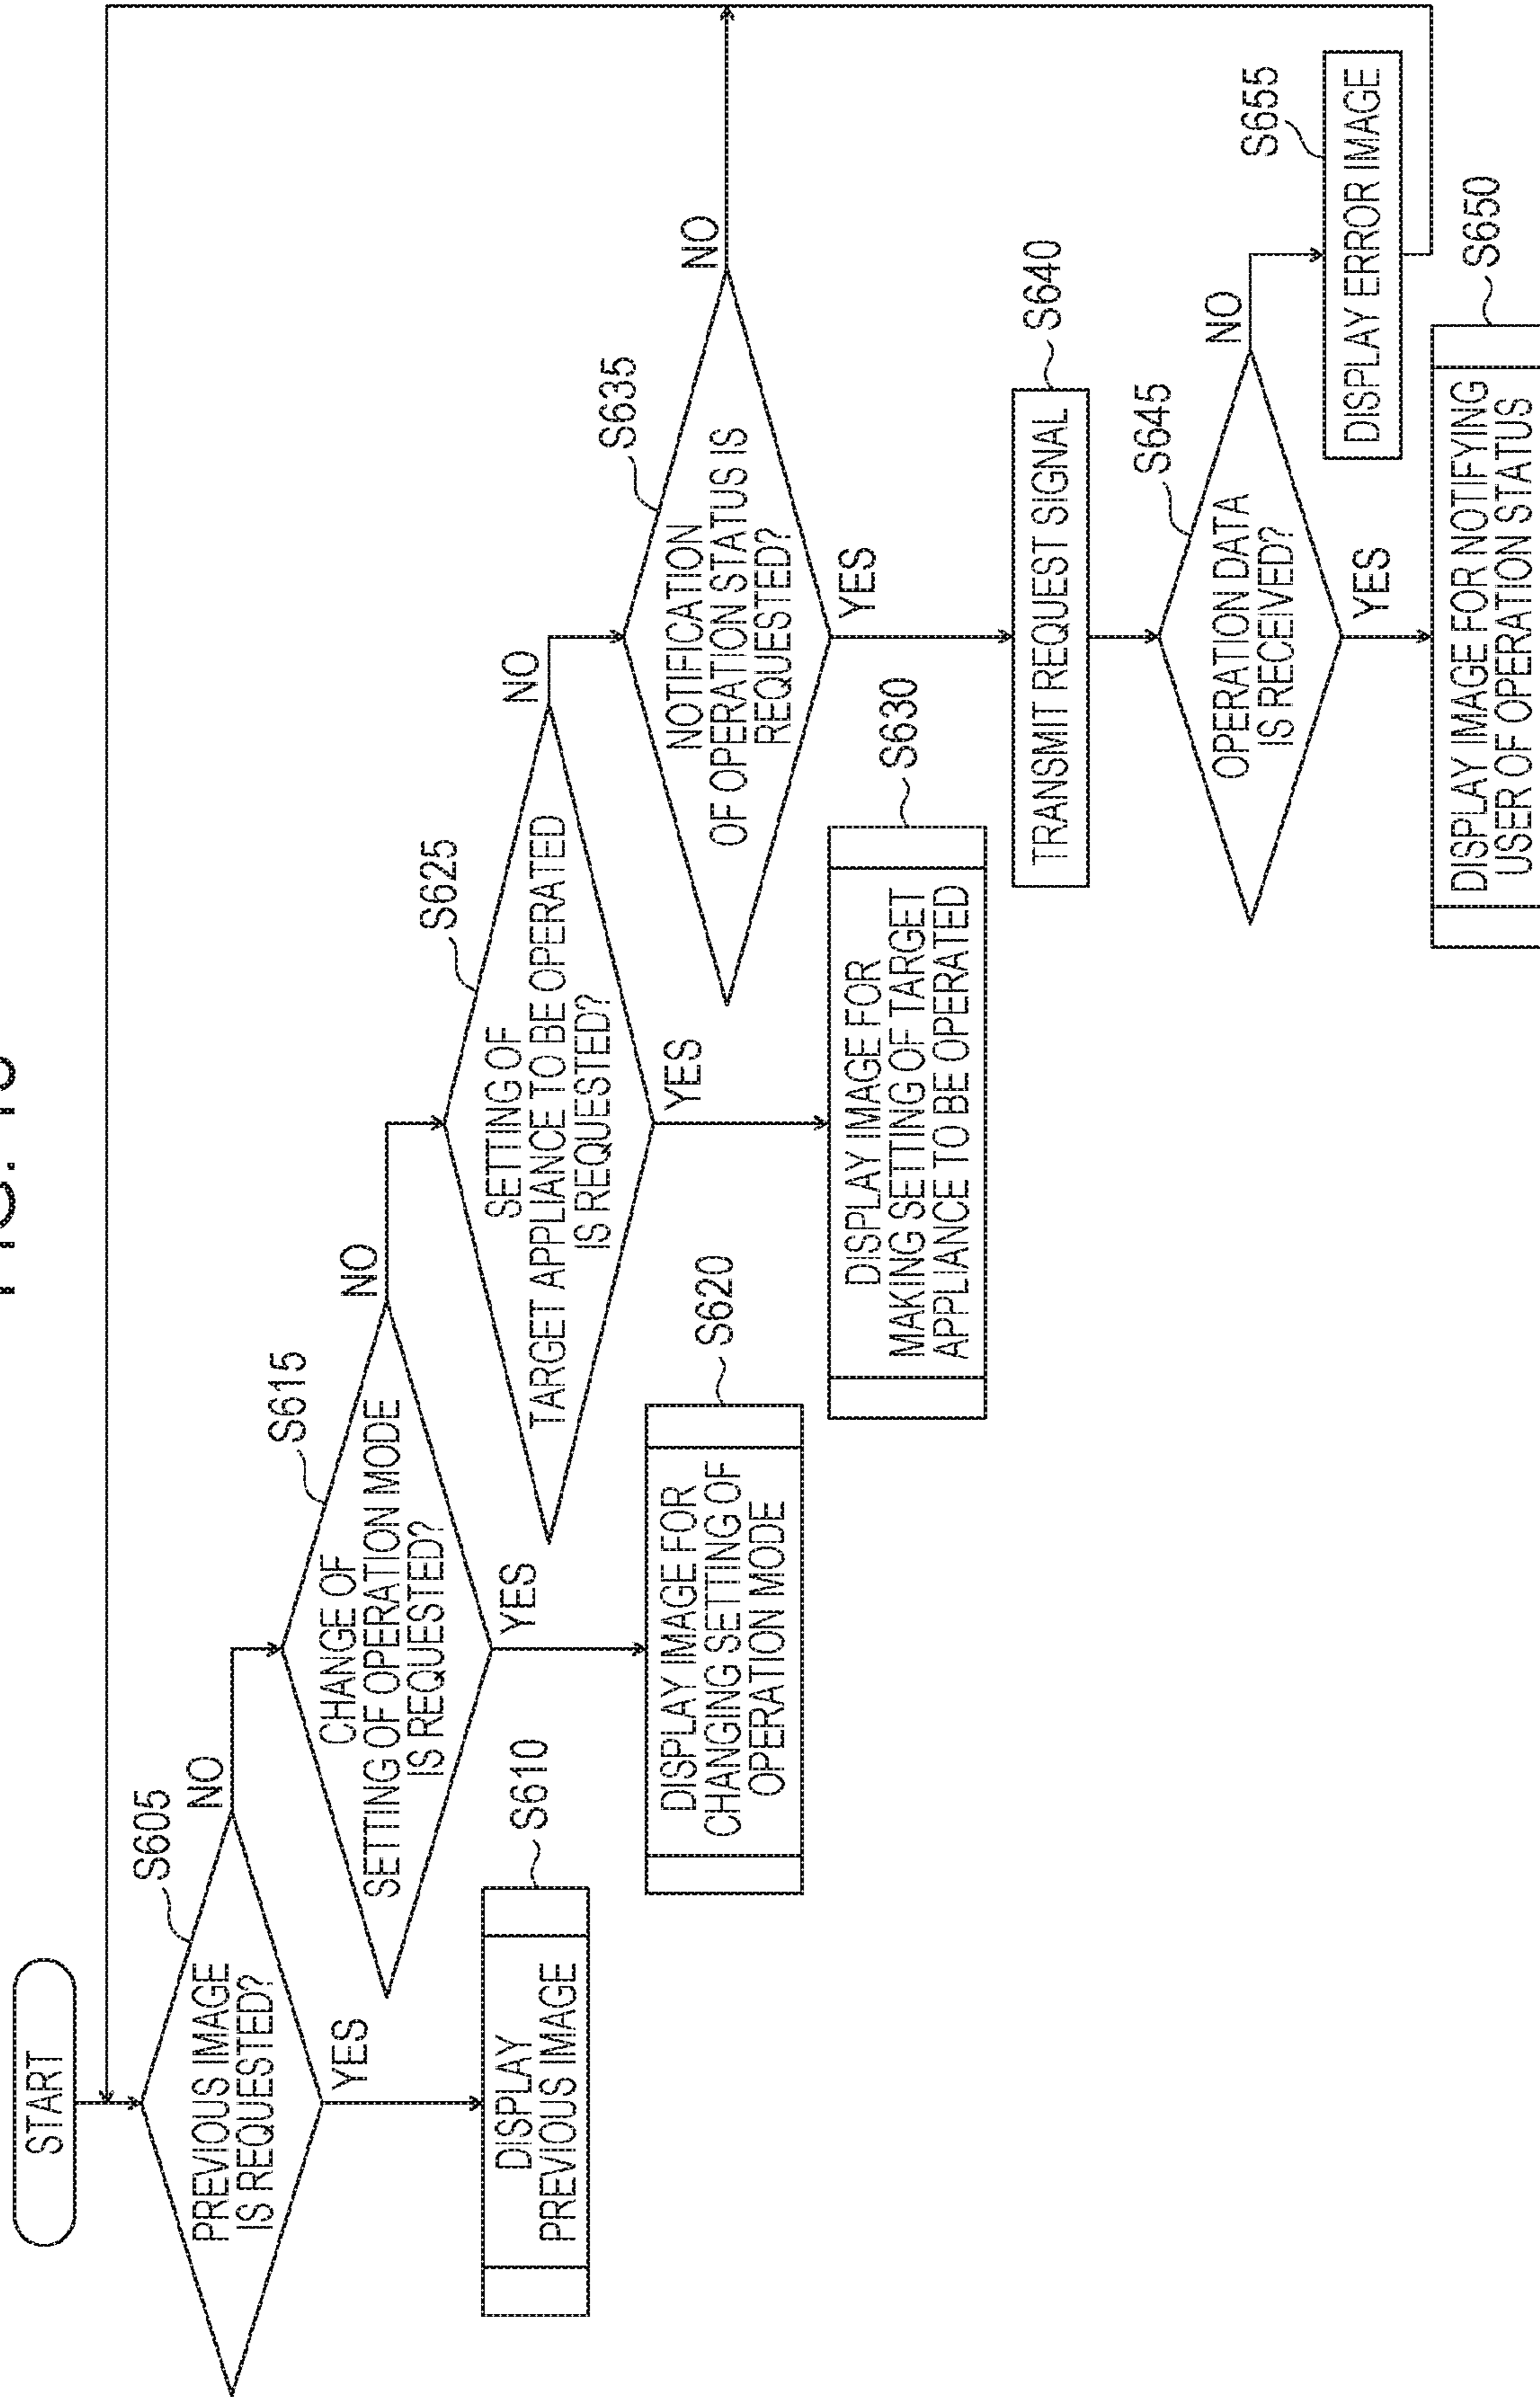 START
S605
PREVIOUS IMAGE
IS REQUESTED?
NO
YES
S610
DISPLAY
PREVIOUS IMAGE
S615
CHANGE OF
SETTING OF OPERATION MODE
IS REQUESTED?
NO
YES
S620
DISPLAY IMAGE FOR
CHANGING SETTING OF
OPERATION MODE
S625
SETTING OF
TARGET APPLIANCE TO BE OPERATED
IS REQUESTED?
NO
YES
S630
DISPLAY IMAGE FOR
MAKING SETTING OF TARGET
APPLIANCE TO BE OPERATED
S635
NOTIFICATION
OF OPERATION STATUS IS
REQUESTED?
NO
YES
S640
TRANSMIT REQUEST SIGNAL
S645
OPERATION DATA
IS RECEIVED?
NO
YES
S655
DISPLAY ERROR IMAGE
S650
DISPLAY IMAGE FOR NOTIFYING
USER OF OPERATION STATUS